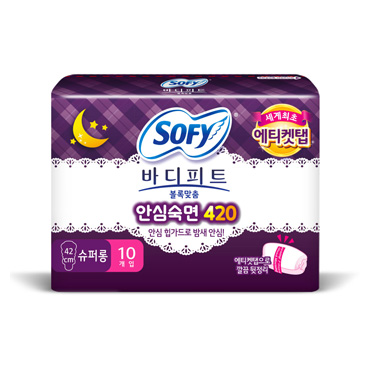 SOFY
세계최초
에티켓탭
바디피트
볼록맞춤
안심숙면 420
안심 힙가드로 밤새 안심!
42
cm
슈퍼롱
10
개입
에티켓탭으로
깔끔 뒷정리